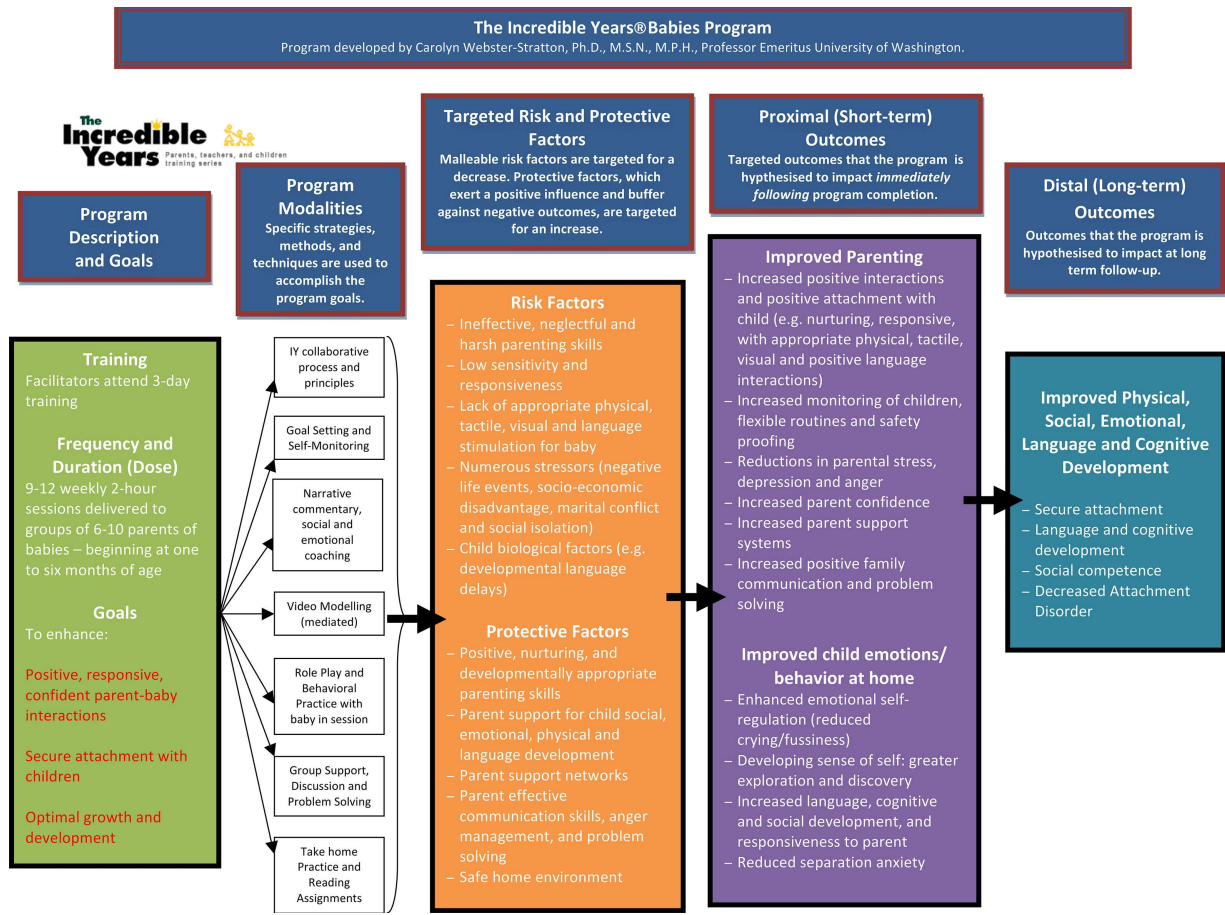 The Incredible Years®Babies Program
Program developed by Carolyn Webster-Stratton, Ph.D., M.S.N., M.P.H., Professor Emeritus University of Washington.
The
Incredible
Years
Parents, teachers, and children
training series
Program
Description
and Goals
Program
Modalities
Specific strategies,
methods, and
techniques are used to
accomplish the
program goals.
Targeted Risk and Protective
Factors
Malleable risk factors are targeted for a
decrease. Protective factors, which
exert a positive influence and buffer
against negative outcomes, are targeted
for an increase.
Proximal (Short-term)
Outcomes
Targeted outcomes that the program is
hypthesised to impact immediately
following program completion.
Distal (Long-term)
Outcomes
Outcomes that the program is
hypothesised to impact at long
term follow-up.
Training
Facilitators attend 3-day
training
Frequency and
Duration (Dose)
9-12 weekly 2-hour
sessions delivered to
groups of 6-10 parents of
babies – beginning at one
to six months of age
Goals
To enhance:
Positive, responsive,
confident parent-baby
interactions
Secure attachment with
children
Optimal growth and
development
IY collaborative
process and
principles
Goal Setting and
Self-Monitoring
Narrative
commentary,
social and
emotional
coaching
Video Modelling
(mediated)
Role Play and
Behavioral
Practice with
baby in session
Group Support,
Discussion and
Problem Solving
Take home
Practice and
Reading
Assignments
Risk Factors
– Ineffective, neglectful and
harsh parenting skills
– Low sensitivity and
responsiveness
– Lack of appropriate physical,
tactile, visual and language
stimulation for baby
– Numerous stressors (negative
life events, socio-economic
disadvantage, marital conflict
and social isolation)
– Child biological factors (e.g.
developmental language
delays)
Protective Factors
– Positive, nurturing, and
developmentally appropriate
parenting skills
– Parent support for child social,
emotional, physical and
language development
– Parent support networks
– Parent effective
communication skills, anger
management, and problem
solving
– Safe home environment
Improved Parenting
– Increased positive interactions
and positive attachment with
child (e.g. nurturing, responsive,
with appropriate physical, tactile,
visual and positive language
interactions)
– Increased monitoring of children,
flexible routines and safety
proofing
– Reductions in parental stress,
depression and anger
– Increased parent confidence
– Increased parent support
systems
– Increased positive family
communication and problem
solving
Improved child emotions/
behavior at home
– Enhanced emotional self-
regulation (reduced
crying/fussiness)
– Developing sense of self: greater
exploration and discovery
– Increased language, cognitive
and social development, and
responsiveness to parent
– Reduced separation anxiety
Improved Physical,
Social, Emotional,
Language and Cognitive
Development
– Secure attachment
– Language and cognitive
development
– Social competence
– Decreased Attachment
Disorder